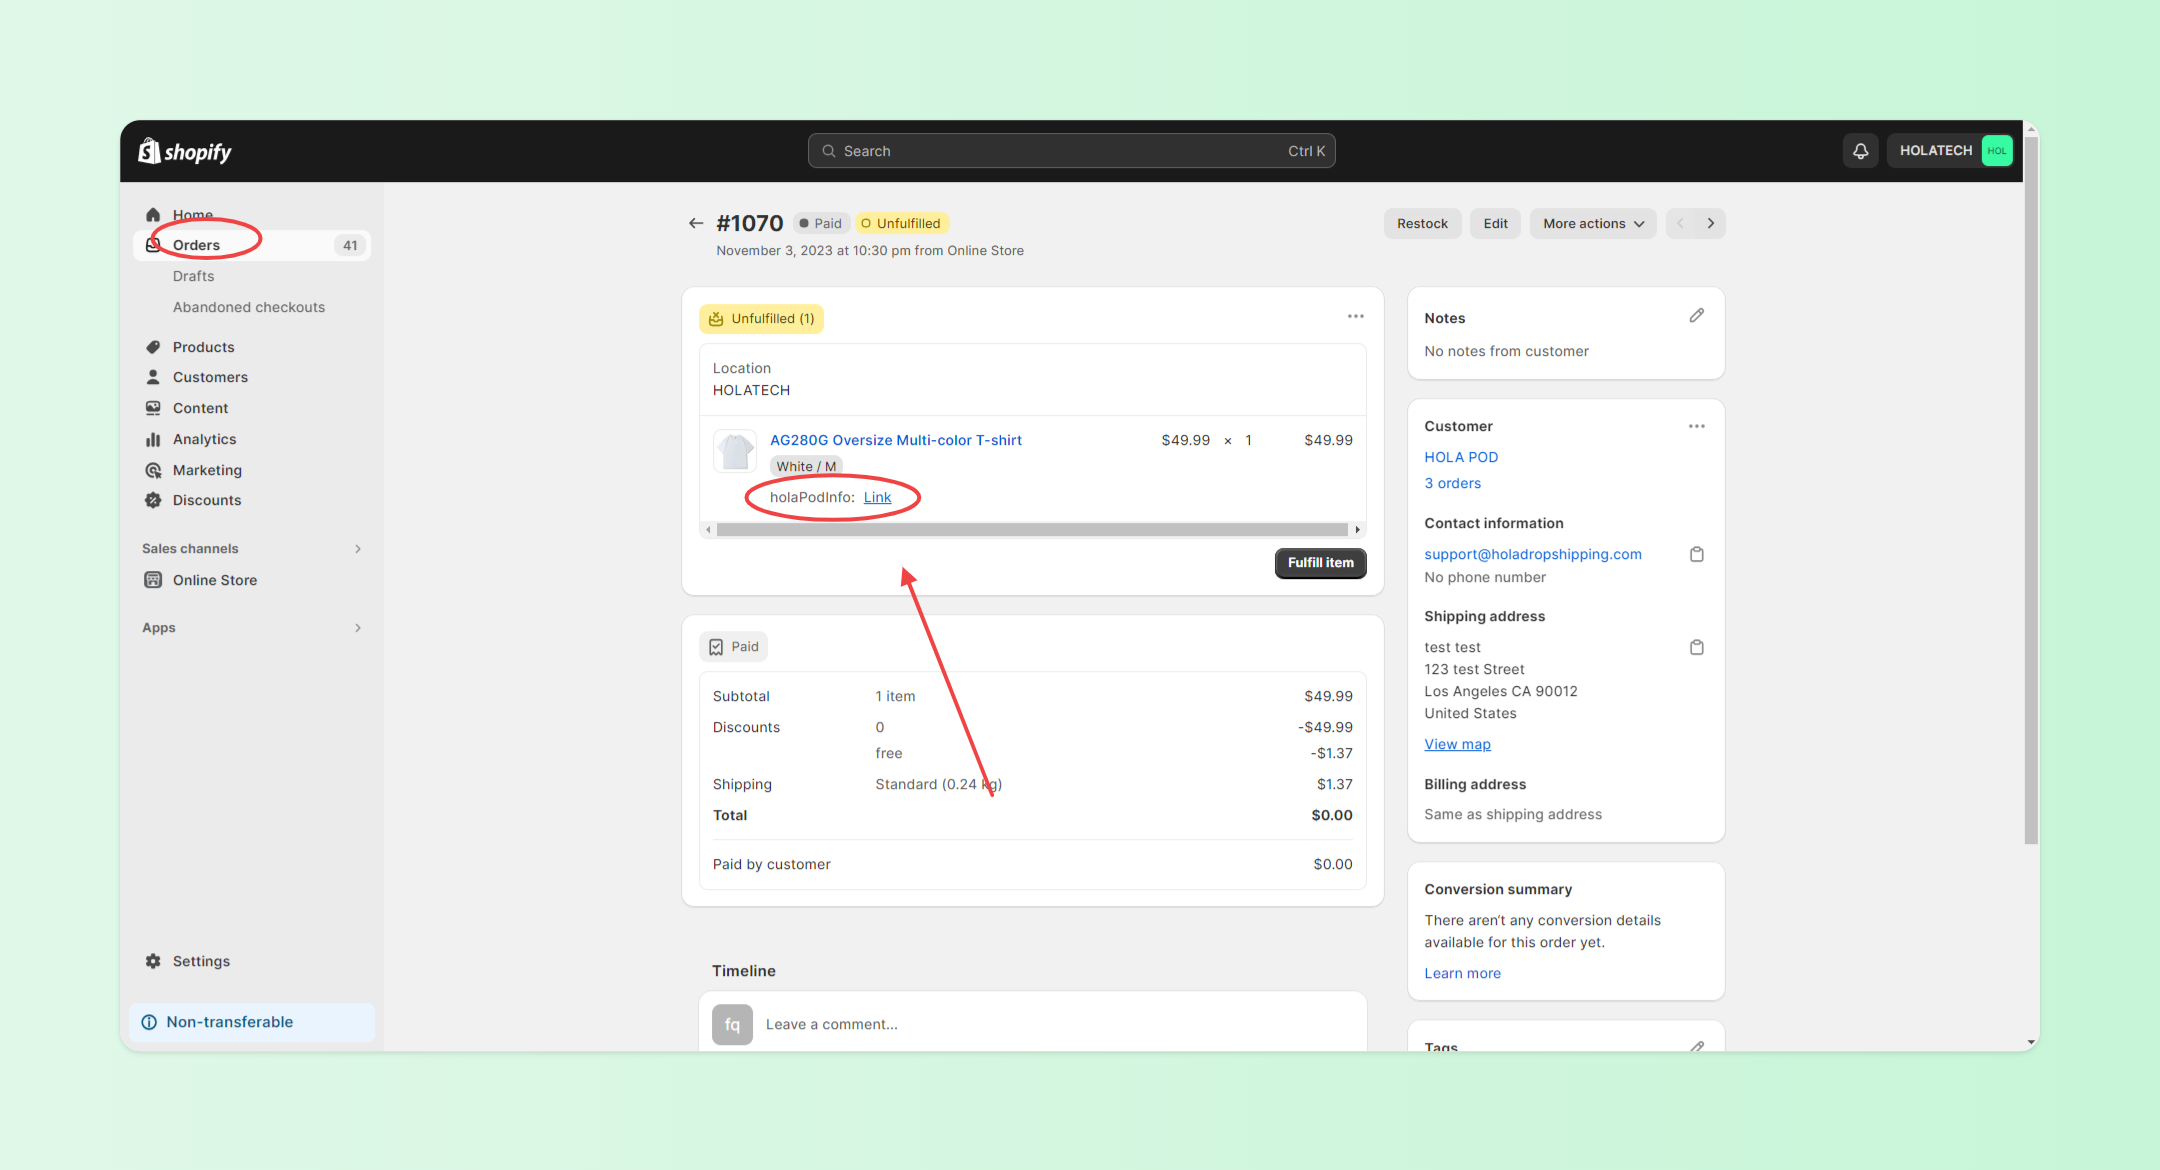 shopify
Search Ctrl K
HOLATECH HOL
Home
Orders 41
Drafts
Abandoned checkouts
Products
Customers
Content
Analytics
Marketing
Discounts
Sales channels
Online Store
Apps
Settings
Non-transferable
#1070 Paid Unfulfilled
November 3, 2023 at 10:30 pm from Online Store
Restock Edit More actions
Unfulfilled (1)
Location
HOLATECH
AG280G Oversize Multi-color T-shirt $49.99 × 1 $49.99
White / M
holaPodInfo: Link
Fulfill item
Paid
Subtotal 1 item $49.99
Discounts 0 -$49.99
free -$1.37
Shipping Standard (0.24 kg) $1.37
Total $0.00
Paid by customer $0.00
Timeline
fq Leave a comment...
Notes
No notes from customer
Customer
HOLA POD
3 orders
Contact information
support@holadropshipping.com
No phone number
Shipping address
test test
123 test Street
Los Angeles CA 90012
United States
View map
Billing address
Same as shipping address
Conversion summary
There aren't any conversion details
available for this order yet.
Learn more
Tags